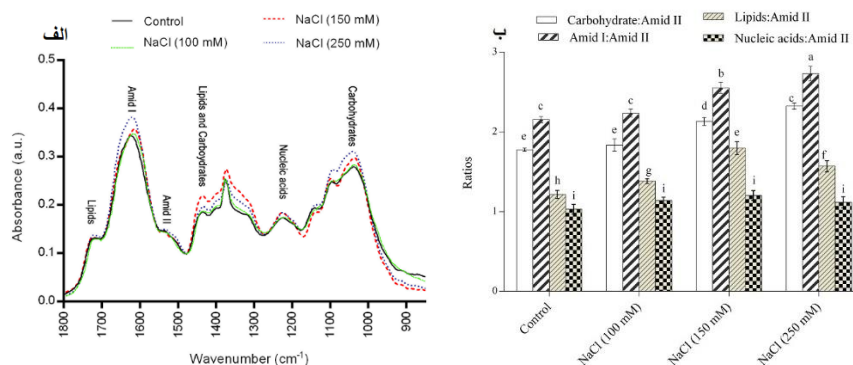 الف
Control
NaCl (100 mM)
NaCl (150 mM)
NaCl (250 mM)
Absorbance (a.u.)
0.5
0.4
0.3
0.2
0.1
0.0
Lipids
Amid I
Amid II
Lipids and Carboydrates
Nucleic acids
Carbohydrates
1800
1700
1600
1500
1400
1300
1200
1100
1000
900
Wavenumber (cm⁻¹)
Carbohydrate:Amid II
Amid I:Amid II
Lipids:Amid II
Nucleic acids:Amid II
Ratios
3
2
1
0
e c h i
e c g i
d b e i
c a f i
Control
NaCl (100 mM)
NaCl (150 mM)
NaCl (250 mM)